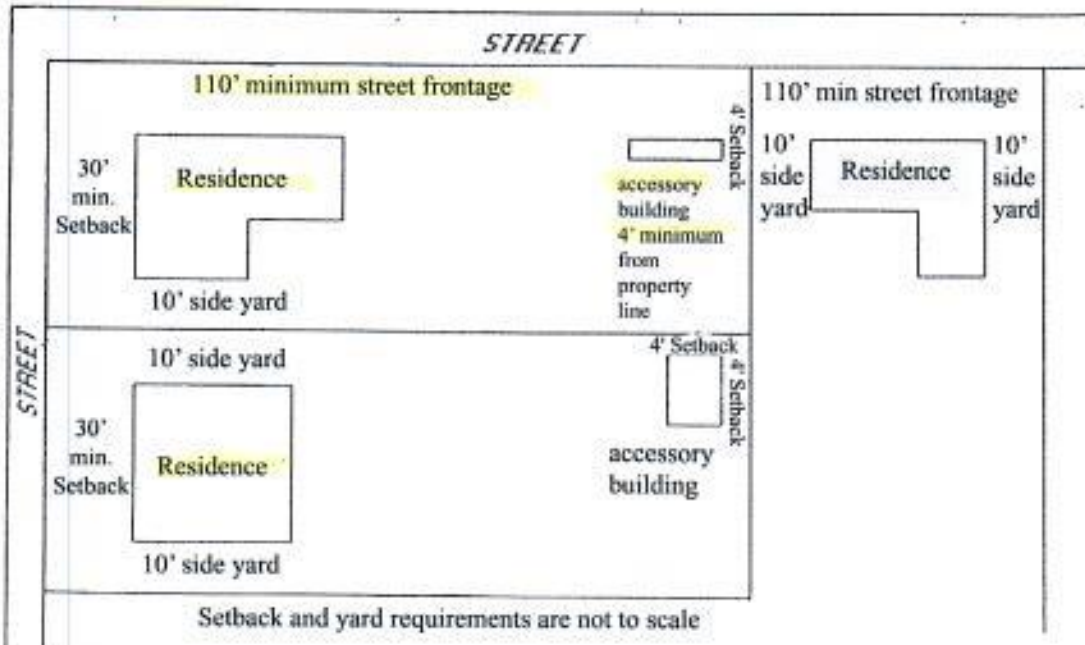 STREET
110' minimum street frontage
110' min street frontage
4' Setback
30'
min.
Setback
Residence
accessory
building
4' minimum
from
property
line
10'
side
yard
Residence
10'
side
yard
10' side yard
STREET
10' side yard
4' Setback
4' Setback
30'
min.
Setback
Residence
accessory
building
10' side yard
Setback and yard requirements are not to scale